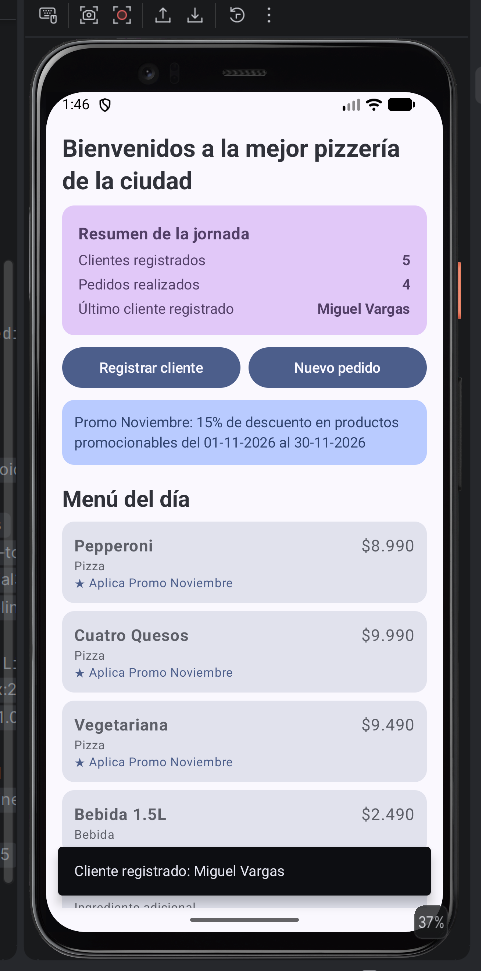 1:46
Bienvenidos a la mejor pizzería
de la ciudad
Resumen de la jornada
Clientes registrados 5
Pedidos realizados 4
Último cliente registrado Miguel Vargas
Registrar cliente Nuevo pedido
Promo Noviembre: 15% de descuento en productos
promocionables del 01-11-2026 al 30-11-2026
Menú del día
Pepperoni $8.990
Pizza
★ Aplica Promo Noviembre
Cuatro Quesos $9.990
Pizza
★ Aplica Promo Noviembre
Vegetariana $9.490
Pizza
★ Aplica Promo Noviembre
Bebida 1.5L $2.490
Bebida
Cliente registrado: Miguel Vargas
Ingrediente adicional
37%